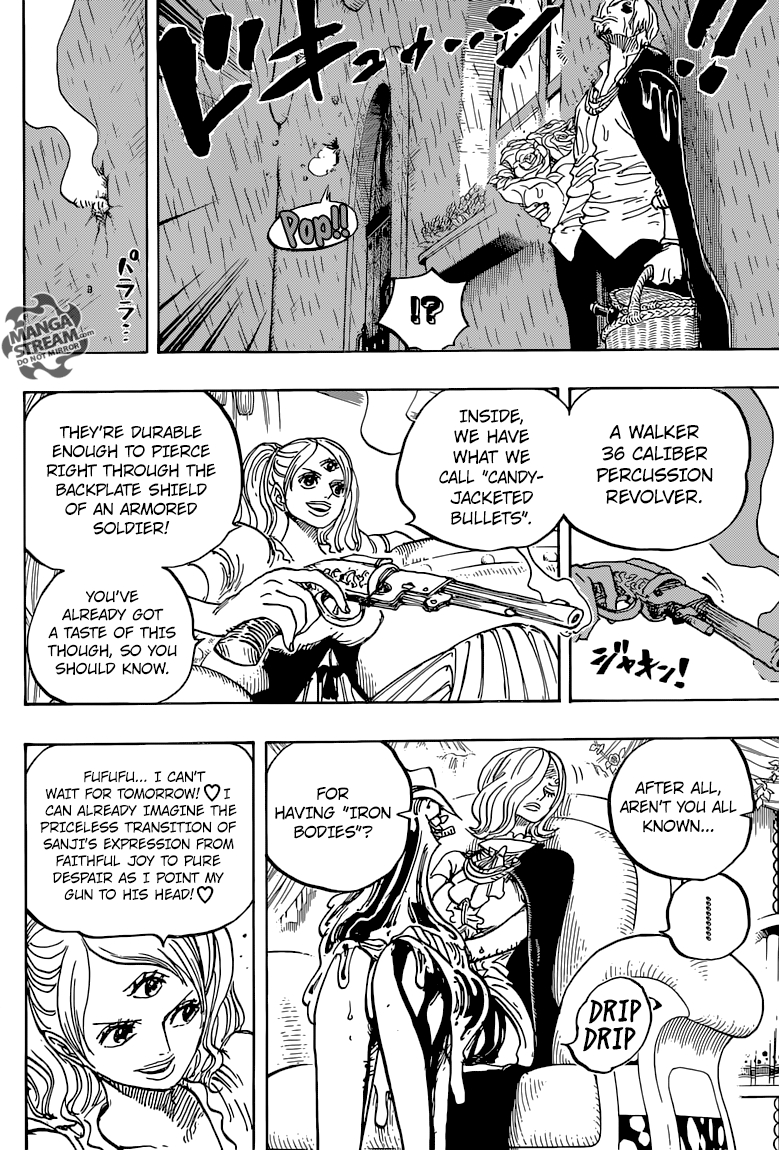 ドギュゥ・・・ン
!!
POP!!
!?
パララ・・・
MANGA
STREAM.com
DO NOT MIRROR
A WALKER
36 CALIBER
PERCUSSION
REVOLVER.
ジャキン!
INSIDE,
WE HAVE
WHAT WE
CALL "CANDY-
JACKETED
BULLETS".
THEY'RE DURABLE
ENOUGH TO PIERCE
RIGHT THROUGH THE
BACKPLATE SHIELD
OF AN ARMORED
SOLDIER!
YOU'VE
ALREADY GOT
A TASTE OF THIS
THOUGH, SO YOU
SHOULD KNOW.
AFTER ALL,
AREN'T YOU ALL
KNOWN...
.........
DRIP
DRIP
FOR
HAVING "IRON
BODIES"?
FUFUFU... I CAN'T
WAIT FOR TOMORROW!♡ I
CAN ALREADY IMAGINE THE
PRICELESS TRANSITION OF
SANJI'S EXPRESSION FROM
FAITHFUL JOY TO PURE
DESPAIR AS I POINT MY
GUN TO HIS HEAD!♡